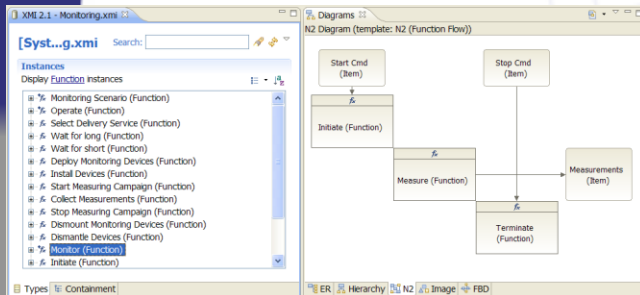 XMI 2.1 - Monitoring.xmi
[Syst...g.xmi
Search:
Instances
Display Function instances
Monitoring Scenario (Function)
Operate (Function)
Select Delivery Service (Function)
Wait for long (Function)
Wait for short (Function)
Deploy Monitoring Devices (Function)
Install Devices (Function)
Start Measuring Campaign (Function)
Collect Measurements (Function)
Stop Measuring Campaign (Function)
Dismount Monitoring Devices (Function)
Dismantle Devices (Function)
Monitor (Function)
Initiate (Function)
Types Containment
Diagrams
N2 Diagram (template: N2 (Function Flow))
Start Cmd
(Item)
Stop Cmd
(Item)
Initiate (Function)
Measure (Function)
Measurements
(Item)
Terminate
(Function)
ER Hierarchy N2 Image FBD